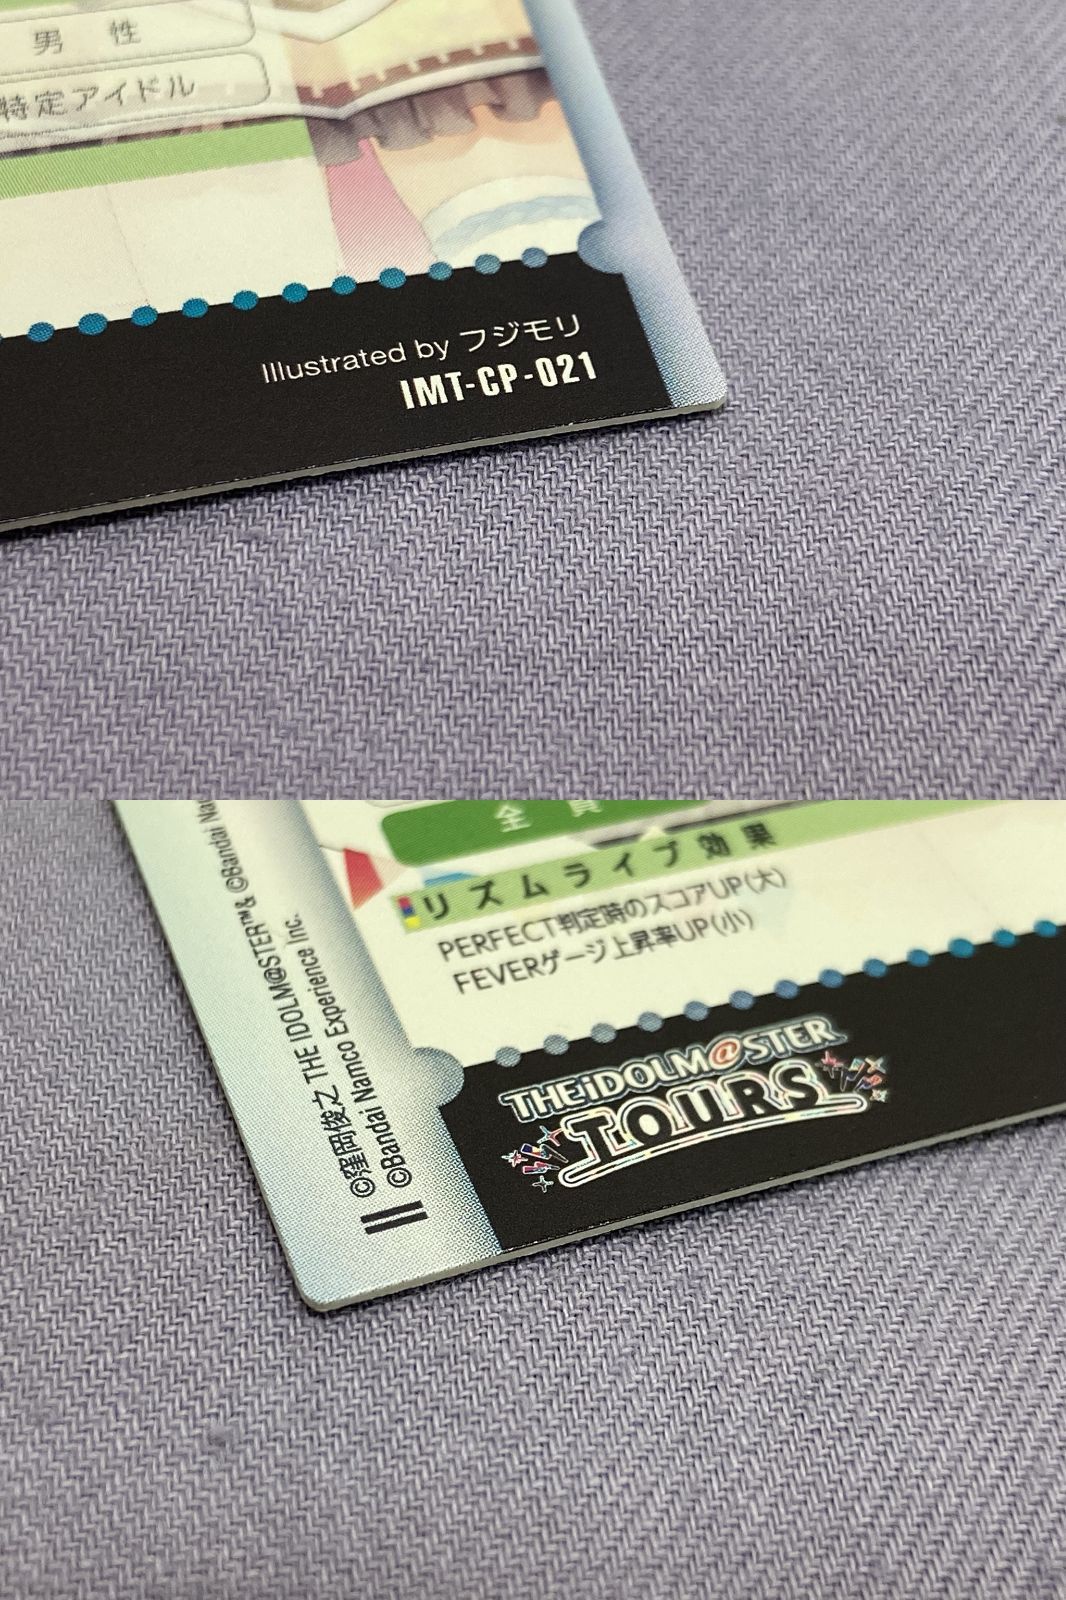 男性
特定アイドル
Illustrated by フジモリ
IMT-CP-021
全員
リズムライブ効果
PERFECT判定時のスコアUP(大)
FEVERゲージ上昇率UP(小)
THE iDOLM@STER
TOURS
©窪岡俊之 THE IDOLM@STER™& ©Bandai
©Bandai Namco Experience Inc.